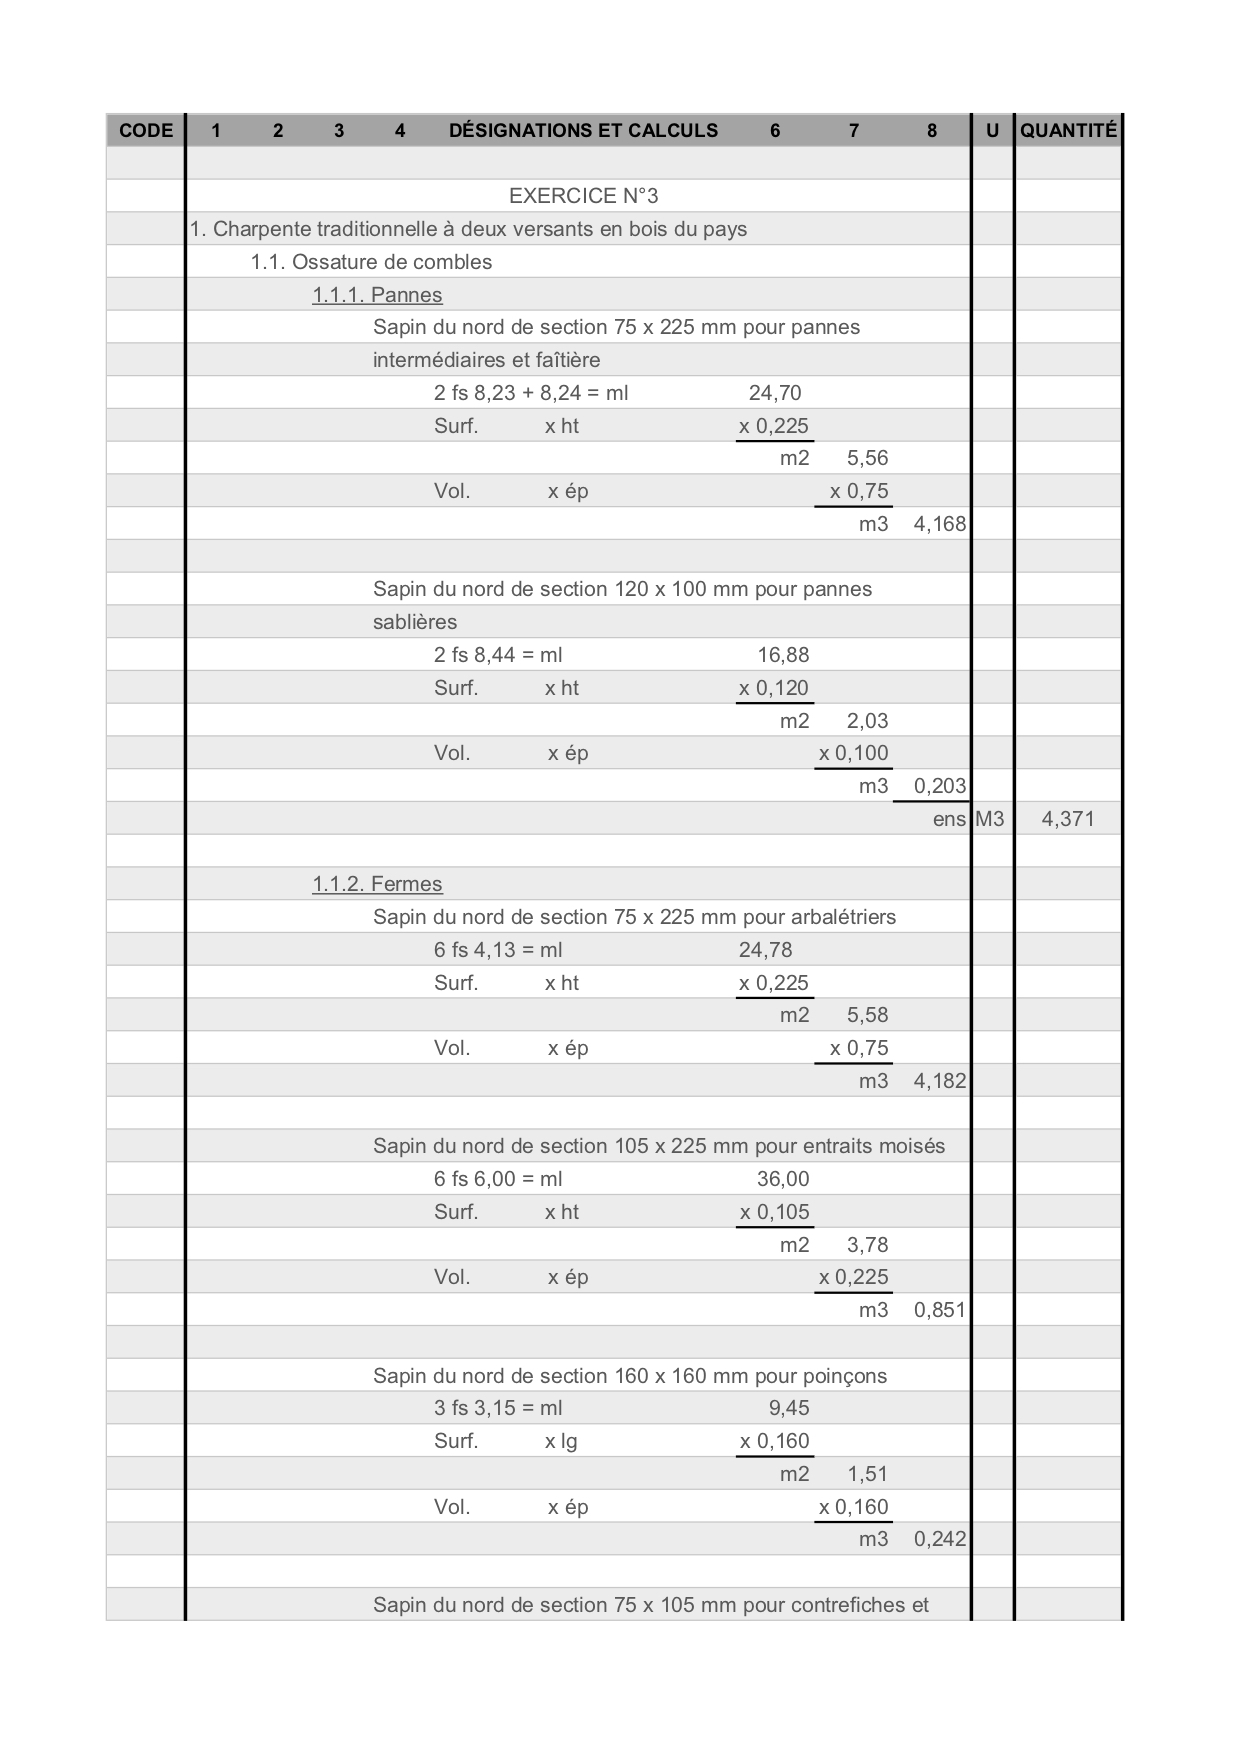 CODE 1 2 3 4 DÉSIGNATIONS ET CALCULS 6 7 8 U QUANTITÉ
EXERCICE N°3
1. Charpente traditionnelle à deux versants en bois du pays
1.1. Ossature de combles
1.1.1. Pannes
Sapin du nord de section 75 x 225 mm pour pannes
intermédiaires et faîtière
2 fs 8,23 + 8,24 = ml 24,70
Surf. x ht x 0,225
m2 5,56
Vol. x ép x 0,75
m3 4,168
Sapin du nord de section 120 x 100 mm pour pannes
sablières
2 fs 8,44 = ml 16,88
Surf. x ht x 0,120
m2 2,03
Vol. x ép x 0,100
m3 0,203
ens M3 4,371
1.1.2. Fermes
Sapin du nord de section 75 x 225 mm pour arbalétriers
6 fs 4,13 = ml 24,78
Surf. x ht x 0,225
m2 5,58
Vol. x ép x 0,75
m3 4,182
Sapin du nord de section 105 x 225 mm pour entraits moisés
6 fs 6,00 = ml 36,00
Surf. x ht x 0,105
m2 3,78
Vol. x ép x 0,225
m3 0,851
Sapin du nord de section 160 x 160 mm pour poinçons
3 fs 3,15 = ml 9,45
Surf. x lg x 0,160
m2 1,51
Vol. x ép x 0,160
m3 0,242
Sapin du nord de section 75 x 105 mm pour contrefiches et